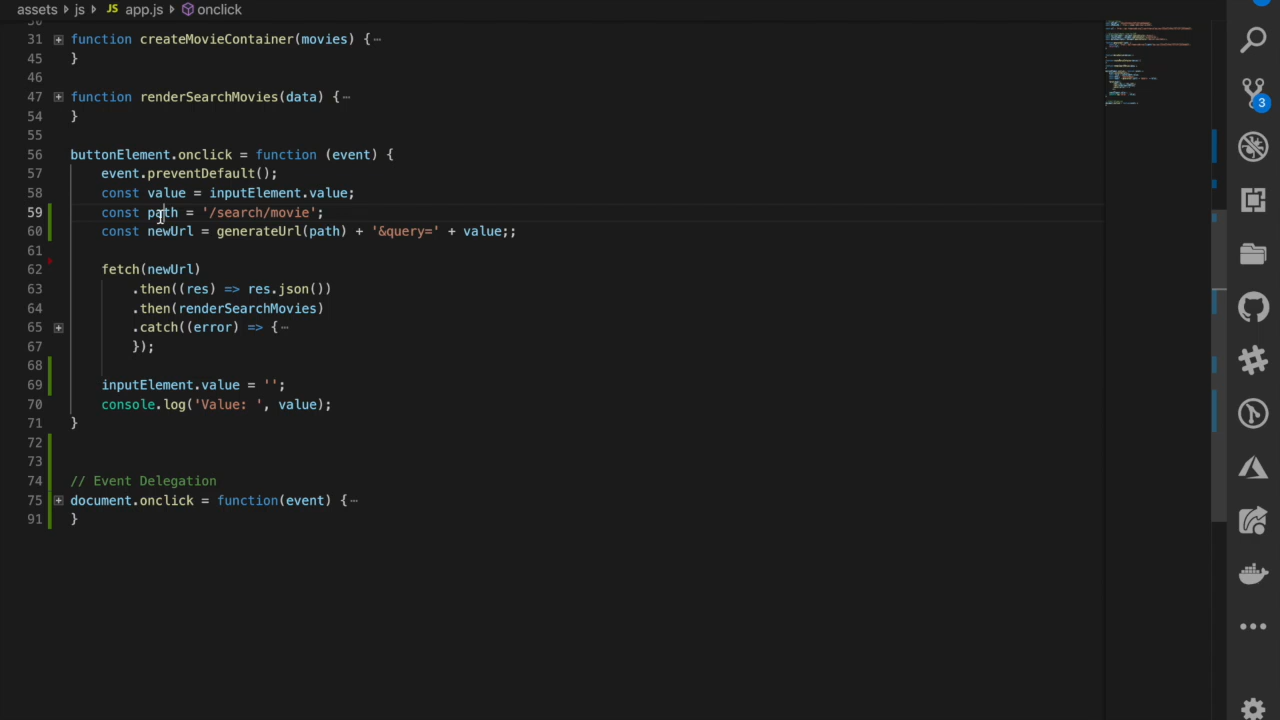 assets js JS app.js onclick
30
31 function createMovieContainer(movies) {⋯
45 }
46
47 function renderSearchMovies(data) {⋯
54 }
55
56 buttonElement.onclick = function (event) {
57 event.preventDefault();
58 const value = inputElement.value;
59 const path = '/search/movie';
60 const newUrl = generateUrl(path) + '&query=' + value;;
61
62 fetch(newUrl)
63 .then((res) => res.json())
64 .then(renderSearchMovies)
65 .catch((error) => {⋯
67 });
68
69 inputElement.value = '';
70 console.log('Value: ', value);
71 }
72
73
74 // Event Delegation
75 document.onclick = function(event) {⋯
91 }
3